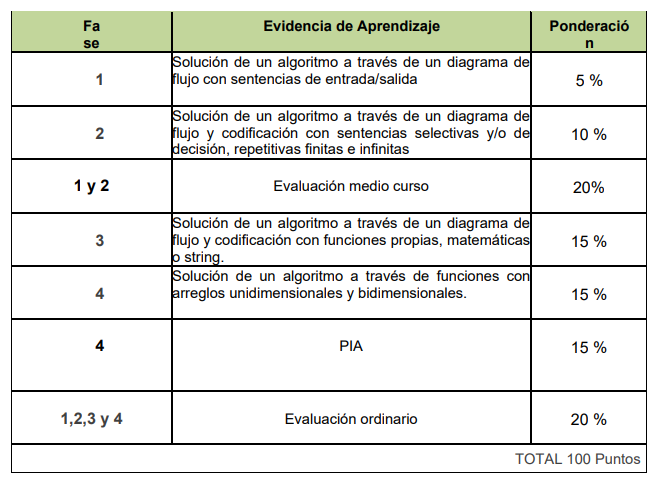 Fa
se
Evidencia de Aprendizaje
Ponderació
n
1
Solución de un algoritmo a través de un diagrama de
flujo con sentencias de entrada/salida
5 %
2
Solución de un algoritmo a través de un diagrama de
flujo y codificación con sentencias selectivas y/o de
decisión, repetitivas finitas e infinitas
10 %
1 y 2
Evaluación medio curso
20%
3
Solución de un algoritmo a través de un diagrama de
flujo y codificación con funciones propias, matemáticas
o string.
15 %
4
Solución de un algoritmo a través de funciones con
arreglos unidimensionales y bidimensionales.
15 %
4
PIA
15 %
1,2,3 y 4
Evaluación ordinario
20 %
TOTAL 100 Puntos